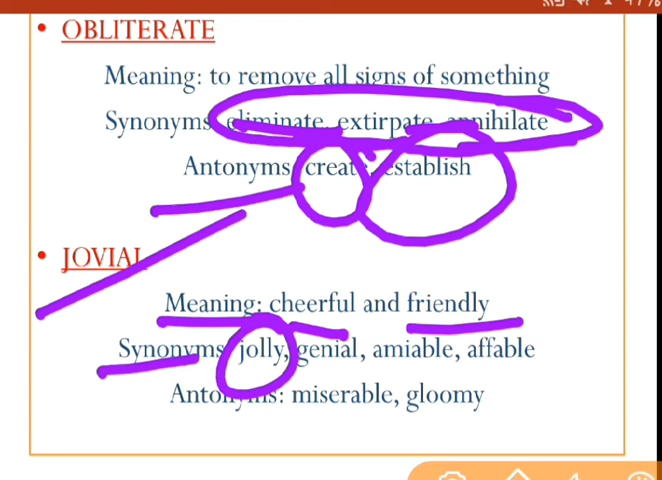 • OBLITERATE
Meaning: to remove all signs of something
Synonyms: eliminate, extirpate, annihilate
Antonyms: create, establish
• JOVIAL
Meaning: cheerful and friendly
Synonyms: jolly, genial, amiable, affable
Antonyms: miserable, gloomy